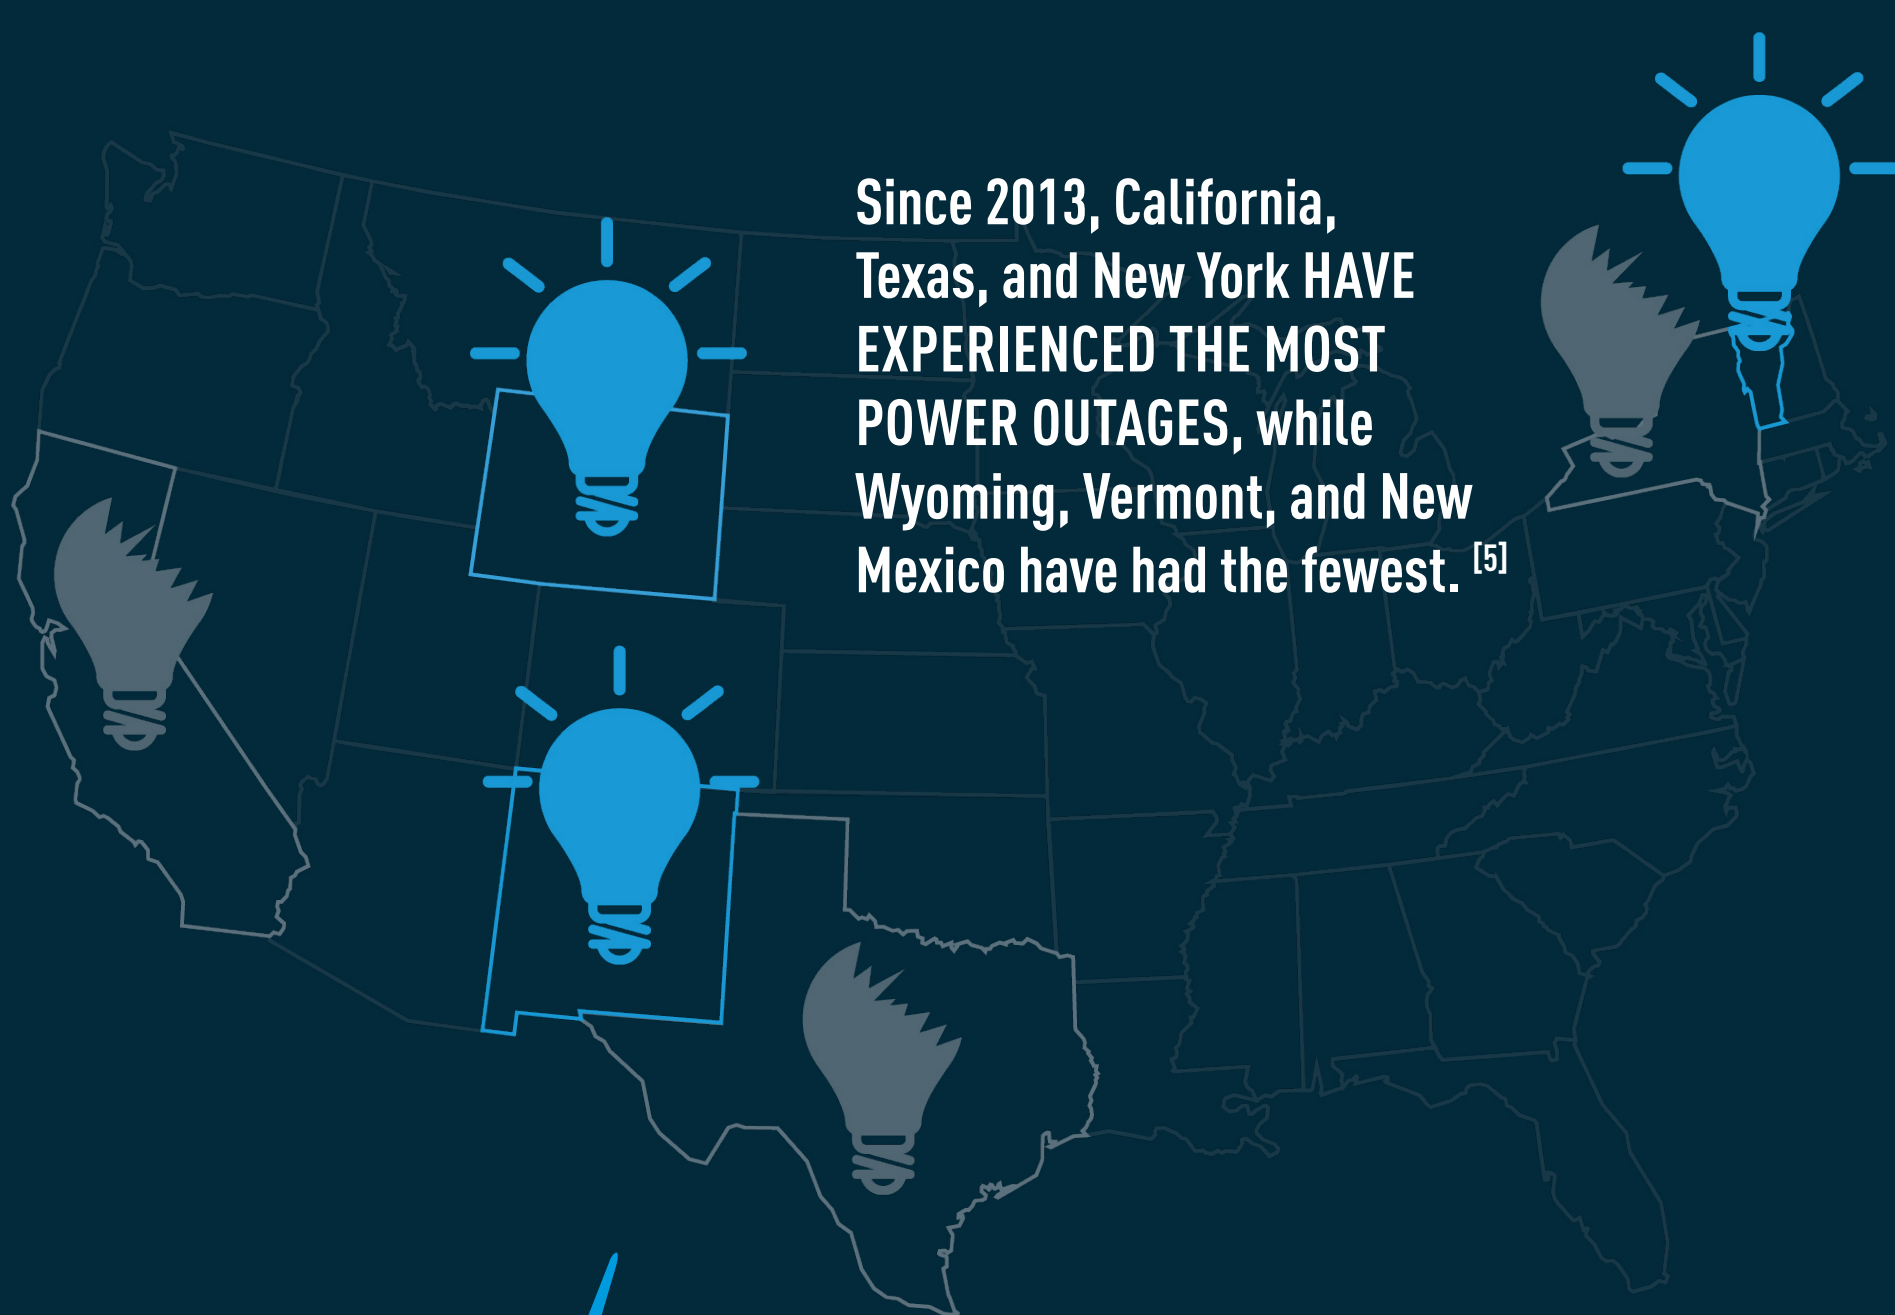 Since 2013, California,
Texas, and New York HAVE
EXPERIENCED THE MOST
POWER OUTAGES, while
Wyoming, Vermont, and New
Mexico have had the fewest. [5]